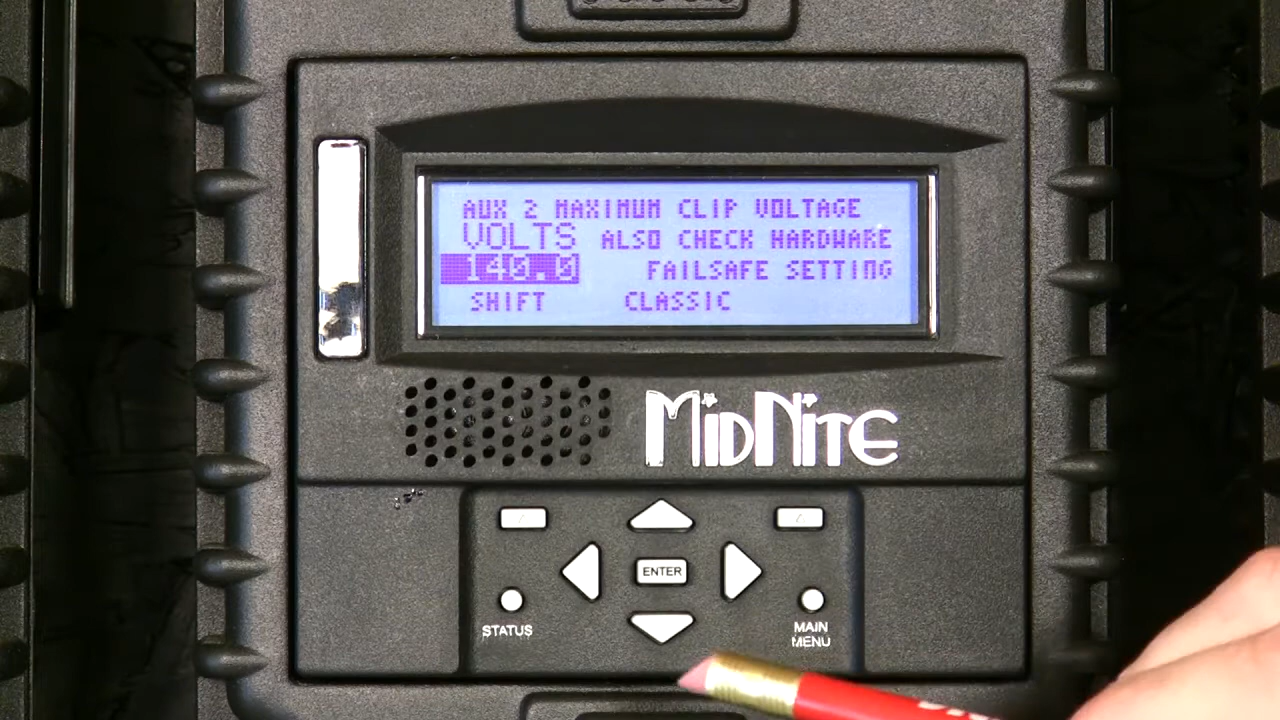 AUX 2 MAXIMUM CLIP VOLTAGE
VOLTS ALSO CHECK HARDWARE
140.0 FAILSAFE SETTING
SHIFT CLASSIC
MIDNITE
ENTER
STATUS
MAIN
MENU